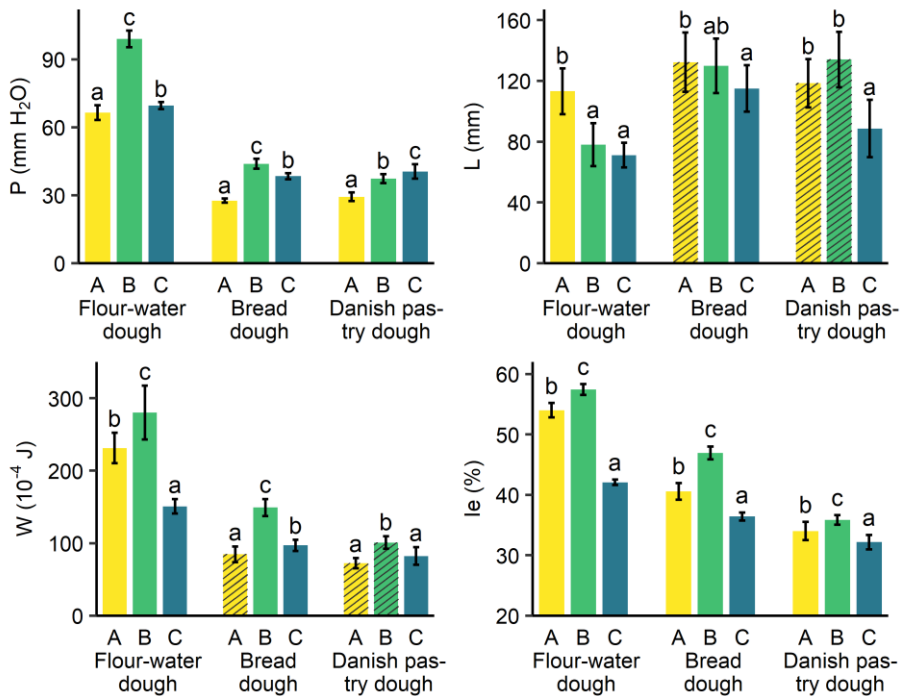 P (mm H₂O)
90
60
30
0
a
c
b
a
c
b
a
b
c
A B C A B C A B C
Flour-water dough
Bread dough
Danish pas-
try dough
L (mm)
160
120
80
40
0
b
a
a
b
ab
a
b
b
a
A B C A B C A B C
Flour-water dough
Bread dough
Danish pas-
try dough
W (10⁻⁴ J)
300
200
100
0
b
c
a
a
c
b
a
b
a
A B C A B C A B C
Flour-water dough
Bread dough
Danish pas-
try dough
Ie (%)
60
50
40
30
20
b
c
a
b
c
a
b
c
a
A B C A B C A B C
Flour-water dough
Bread dough
Danish pas-
try dough